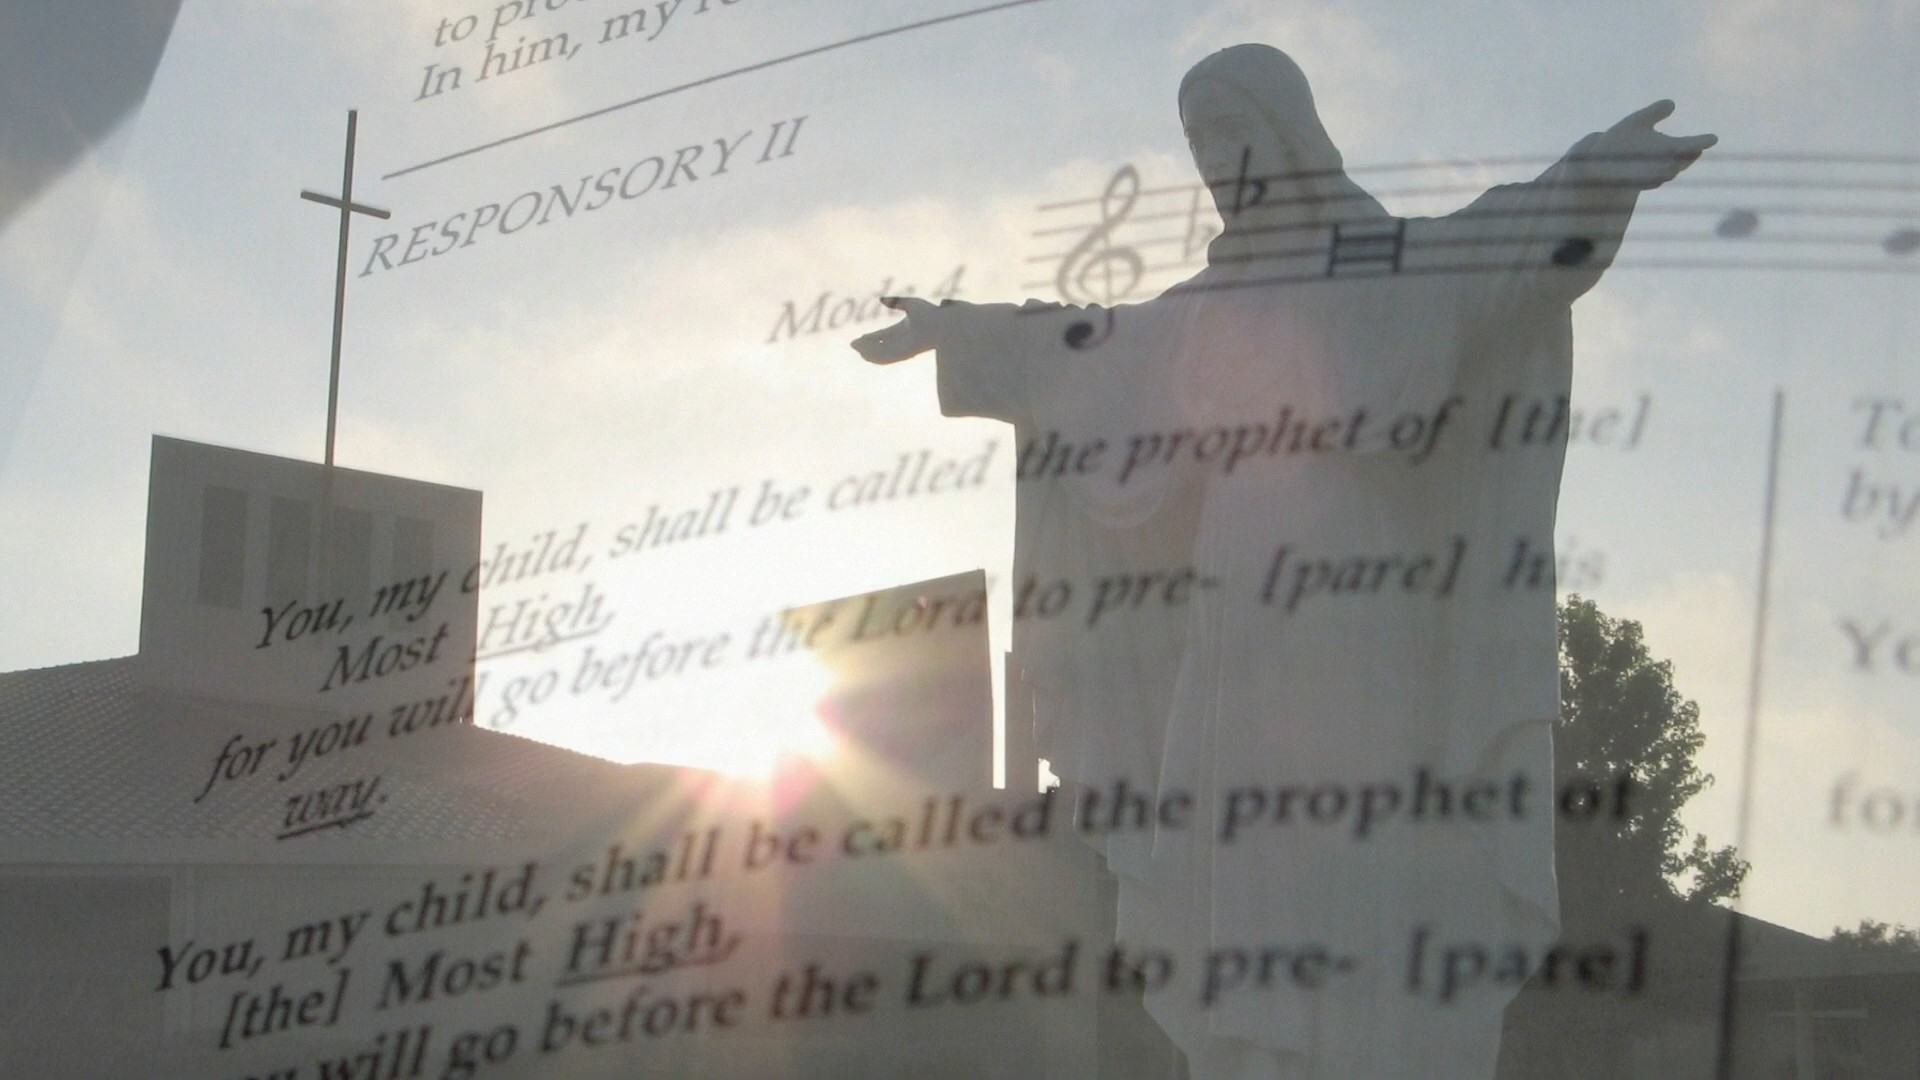 to
In him, my
RESPONSORY II
Mode 4
You, my child, shall be called the prophet of [the]
Most High,
for you will go before the Lord to pre- [pare] his
way.
You, my child, shall be called the prophet of
[the] Most High,
will go before the Lord to pre- [pare]